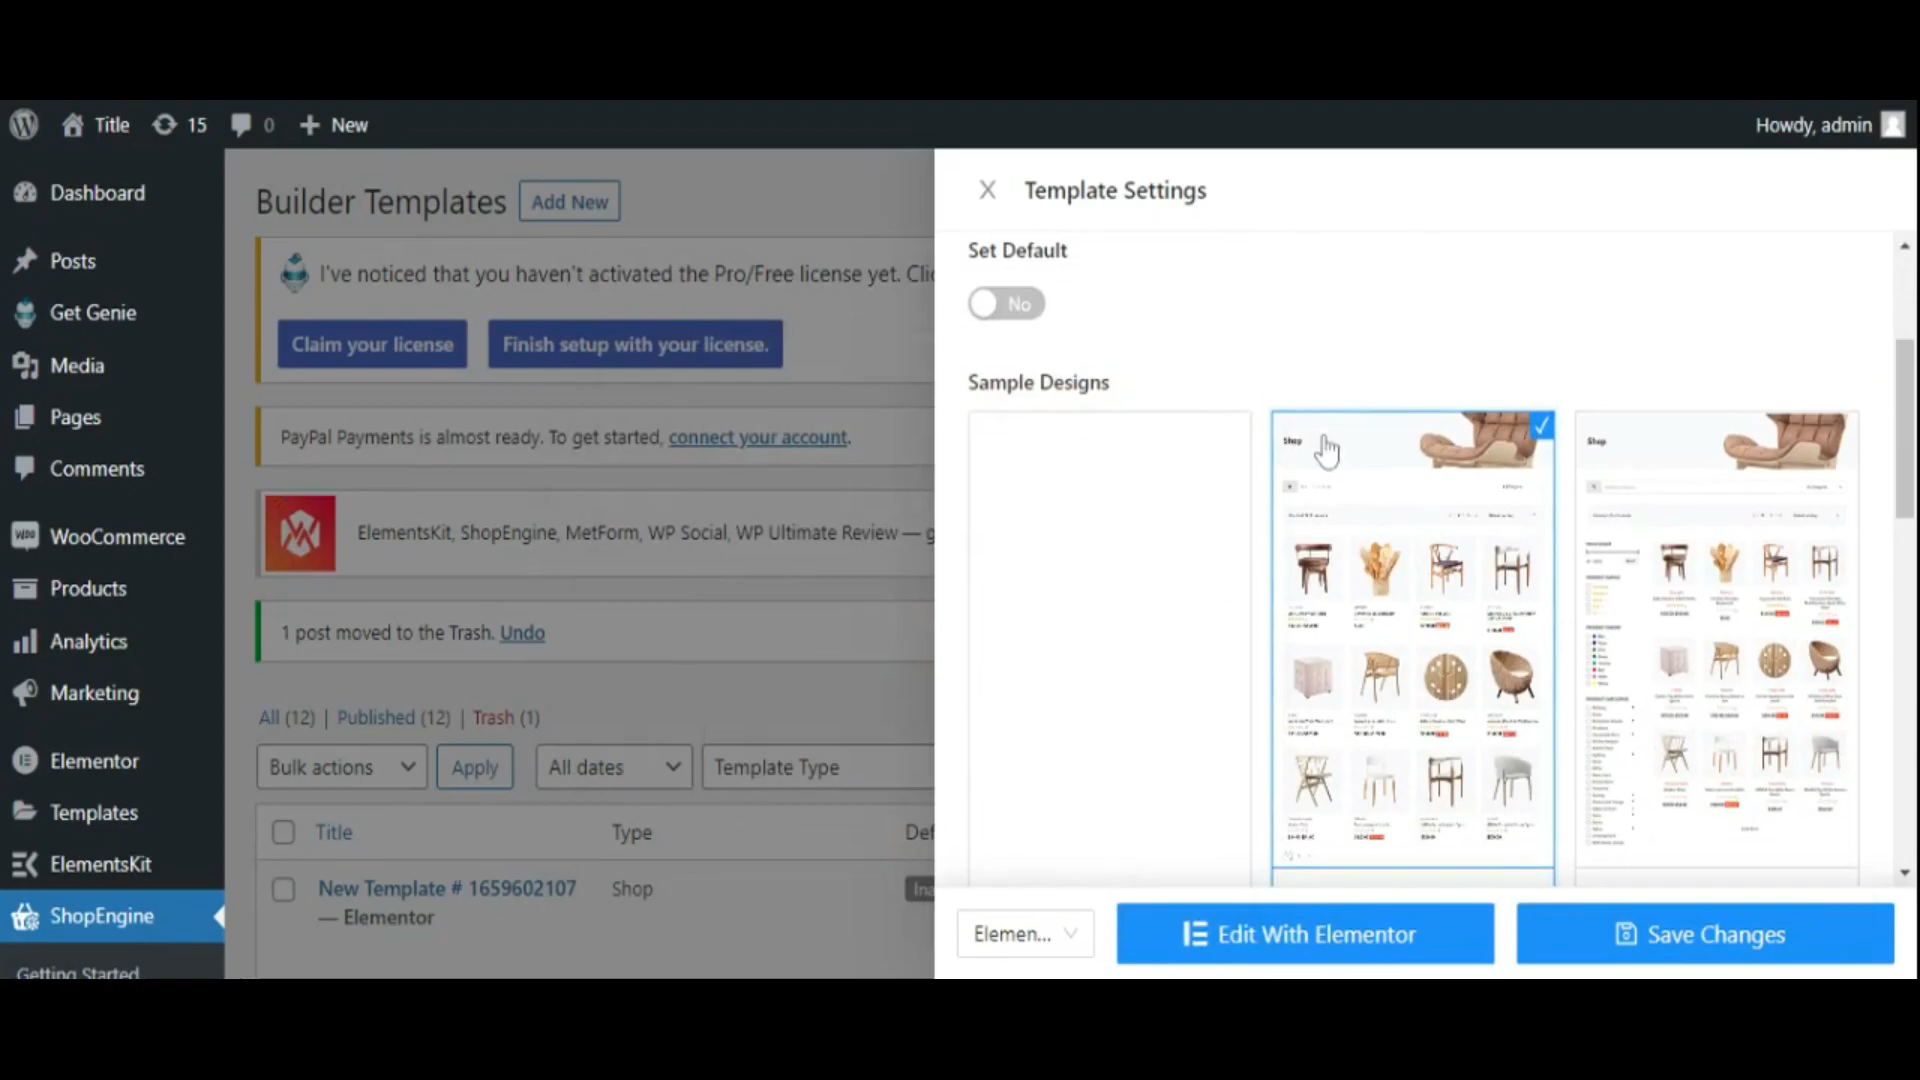 Title
15
0
New
Howdy, admin
Dashboard
Posts
Get Genie
Media
Pages
Comments
WooCommerce
Products
Analytics
Marketing
Elementor
Templates
ElementsKit
ShopEngine
Getting Started
Builder Templates
Add New
I've noticed that you haven't activated the Pro/Free license yet.
Claim your license
Finish setup with your license.
PayPal Payments is almost ready. To get started, connect your account.
ElementsKit, ShopEngine, MetForm, WP Social, WP Ultimate Review — g
1 post moved to the Trash. Undo
All (12) | Published (12) | Trash (1)
Bulk actions
Apply
All dates
Template Type
Title
Type
Def
New Template # 1659602107
— Elementor
Shop
Ina
X Template Settings
Set Default
No
Sample Designs
Shop
Shop
Elemen...
Edit With Elementor
Save Changes